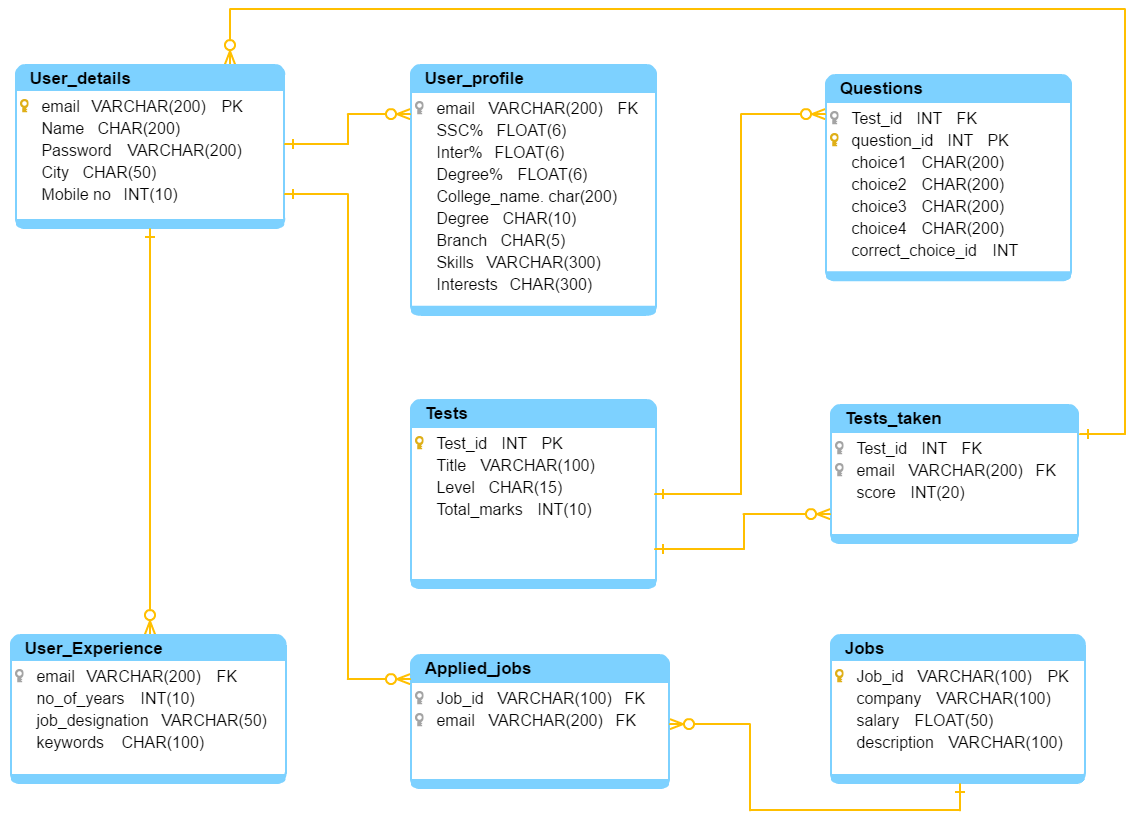 User_details
email VARCHAR(200) PK
Name CHAR(200)
Password VARCHAR(200)
City CHAR(50)
Mobile no INT(10)
User_profile
email VARCHAR(200) FK
SSC% FLOAT(6)
Inter% FLOAT(6)
Degree% FLOAT(6)
College_name. char(200)
Degree CHAR(10)
Branch CHAR(5)
Skills VARCHAR(300)
Interests CHAR(300)
Questions
Test_id INT FK
question_id INT PK
choice1 CHAR(200)
choice2 CHAR(200)
choice3 CHAR(200)
choice4 CHAR(200)
correct_choice_id INT
Tests
Test_id INT PK
Title VARCHAR(100)
Level CHAR(15)
Total_marks INT(10)
Tests_taken
Test_id INT FK
email VARCHAR(200) FK
score INT(20)
User_Experience
email VARCHAR(200) FK
no_of_years INT(10)
job_designation VARCHAR(50)
keywords CHAR(100)
Applied_jobs
Job_id VARCHAR(100) FK
email VARCHAR(200) FK
Jobs
Job_id VARCHAR(100) PK
company VARCHAR(100)
salary FLOAT(50)
description VARCHAR(100)